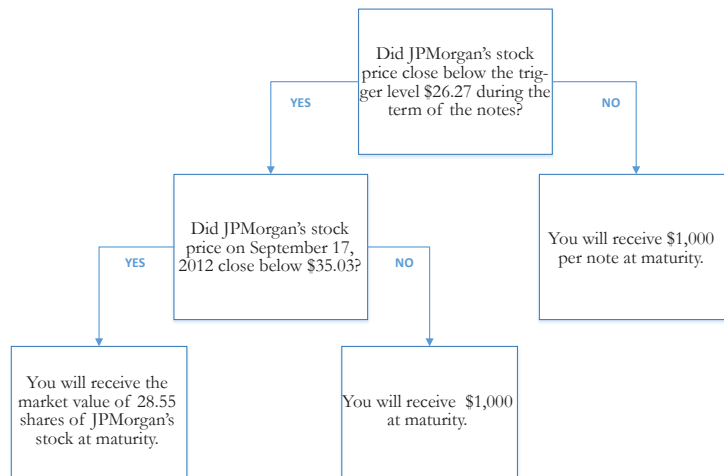 Did JPMorgan's stock
price close below the trig-
ger level $26.27 during the
term of the notes?
YES
NO
Did JPMorgan's stock
price on September 17,
2012 close below $35.03?
You will receive $1,000
per note at maturity.
YES
NO
You will receive the
market value of 28.55
shares of JPMorgan's
stock at maturity.
You will receive $1,000
at maturity.